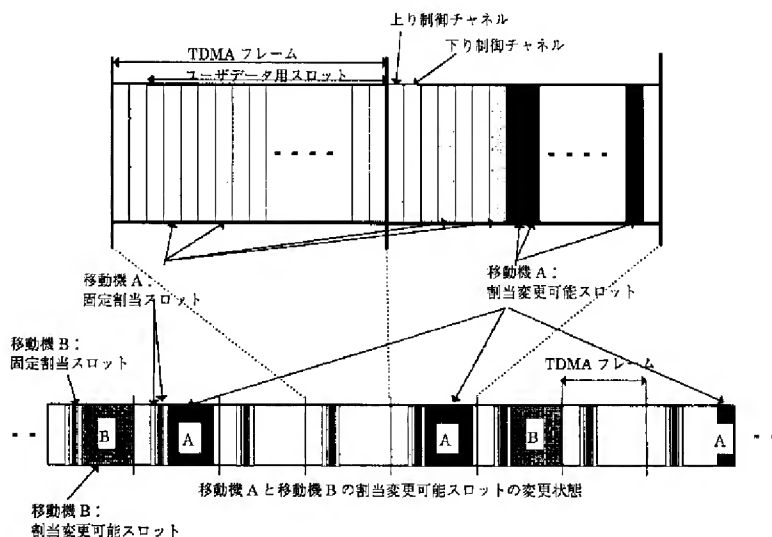 上り制御チャネル
下り制御チャネル
TDMA フレーム
ユーザデータ用スロット
移動機 A：
固定割当スロット
移動機 A：
割当変更可能スロット
移動機 B：
固定割当スロット
TDMA フレーム
B
A
A
B
A
移動機 A と移動機 B の割当変更可能スロットの変更状態
移動機 B：
割当変更可能スロット